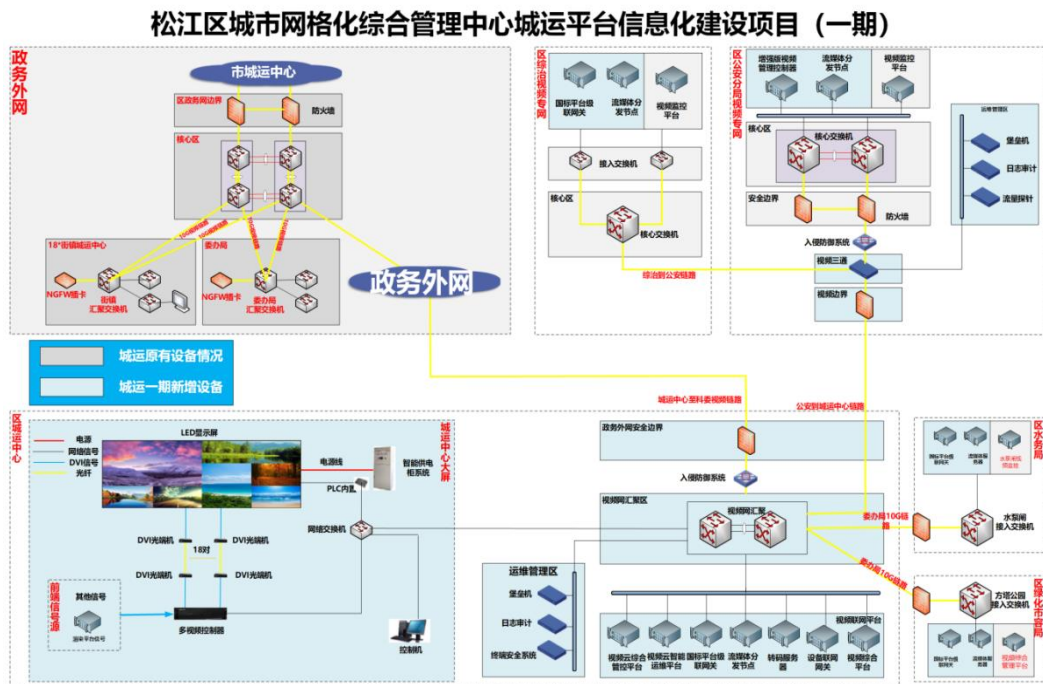 松江区城市网格化综合管理中心城运平台信息化建设项目（一期）
政务外网
市城运中心
区政务网边界
防火墙
核心区
10G视频链路
18*街镇城运中心
NGFW插卡
街镇
汇聚交换机
委办局
NGFW插卡
委办局
汇聚交换机
政务外网
区综治视频专网
国标平台级
联网关
流媒体分
发节点
视频监控
平台
接入交换机
核心区
核心交换机
综治到公安链路
区公安分局视频专网
增强版视频
管理控制器
流媒体节点
分发节点
视频监控
平台
核心区
核心交换机
安全边界
防火墙
入侵防御系统
视频三通
视频边界
运维管理区
堡垒机
日志审计
流量探针
城运原有设备情况
城运一期新增设备
城运中心至科委视频链路
公安到城运中心链路
区城运中心
城运中心大屏
电源
网络信号
DVI信号
光纤
LED显示屏
电源线
智能供电
柜系统
PLC内置
网络交换机
DVI光端机
DVI光端机
18对
DVI光端机
DVI光端机
前端信号源
其他信号
渲染平台信号
多视频控制器
控制机
政务外网安全边界
入侵防御系统
视频网汇聚区
视频网汇聚
委办局10G链路
委办局10G链路
运维管理区
堡垒机
日志审计
终端安全系统
视频联网平台
视频云综合
管控平台
视频云智能
运维平台
国标平台级
联网关
流媒体分
发节点
转码服务
器
设备联网
网关
视频综合
平台
区水务局
国标平台级
联网关
流媒体服
务器
水泵闸
接入交换机
区绿化市容局
方塔公园
接入交换机
国标平台级
联网关
流媒体服
务器
视频综合
管理平台